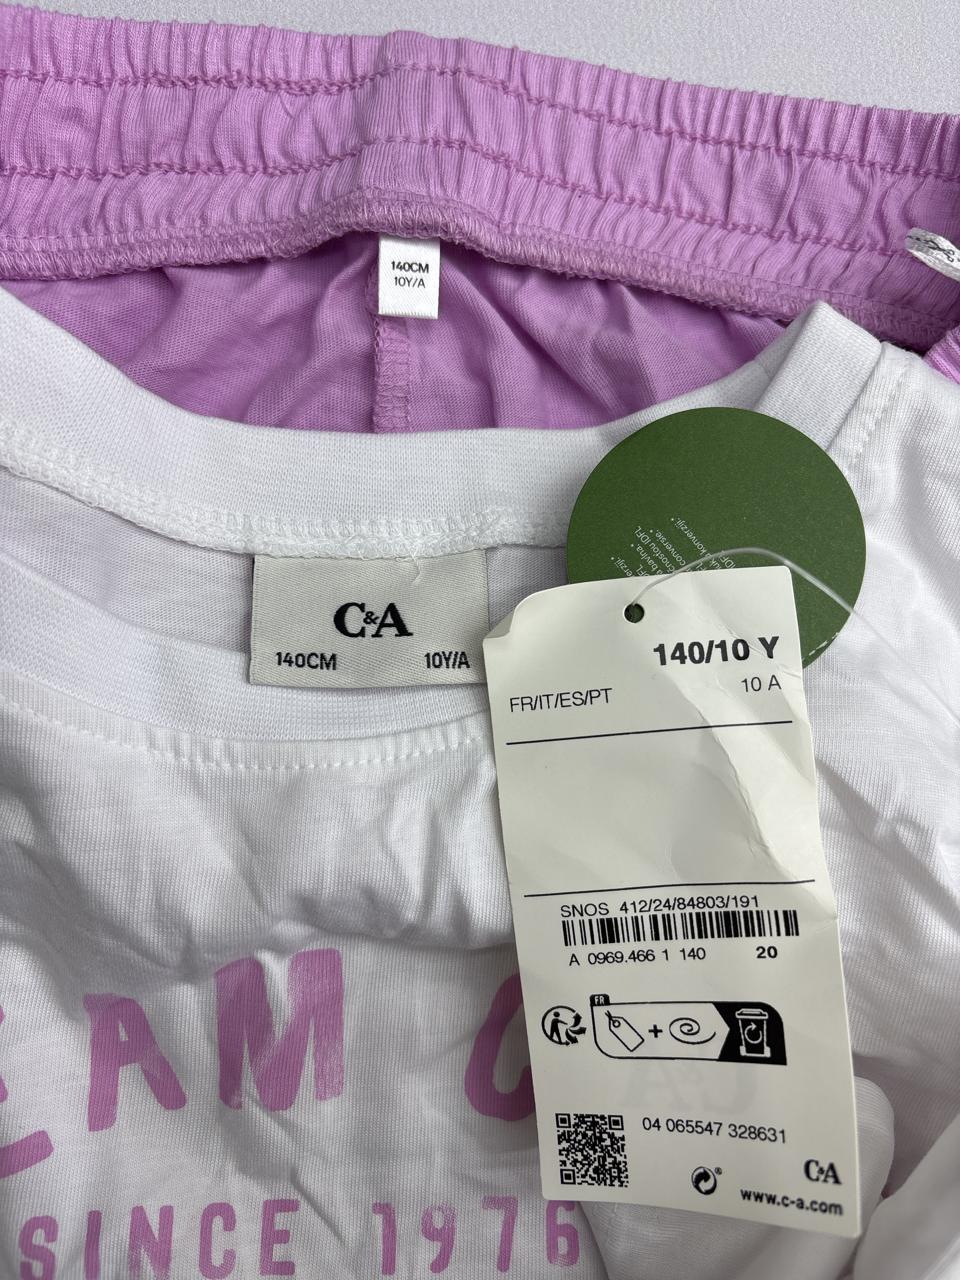 140CM
10Y/A
C&A
140CM 10Y/A
140/10 Y
FR/IT/ES/PT 10 A
SNOS 412/24/84803/191
A 0969.466 1 140 20
FR
04 065547 328631
C&A
www.c-a.com
EAM
SINCE 1976